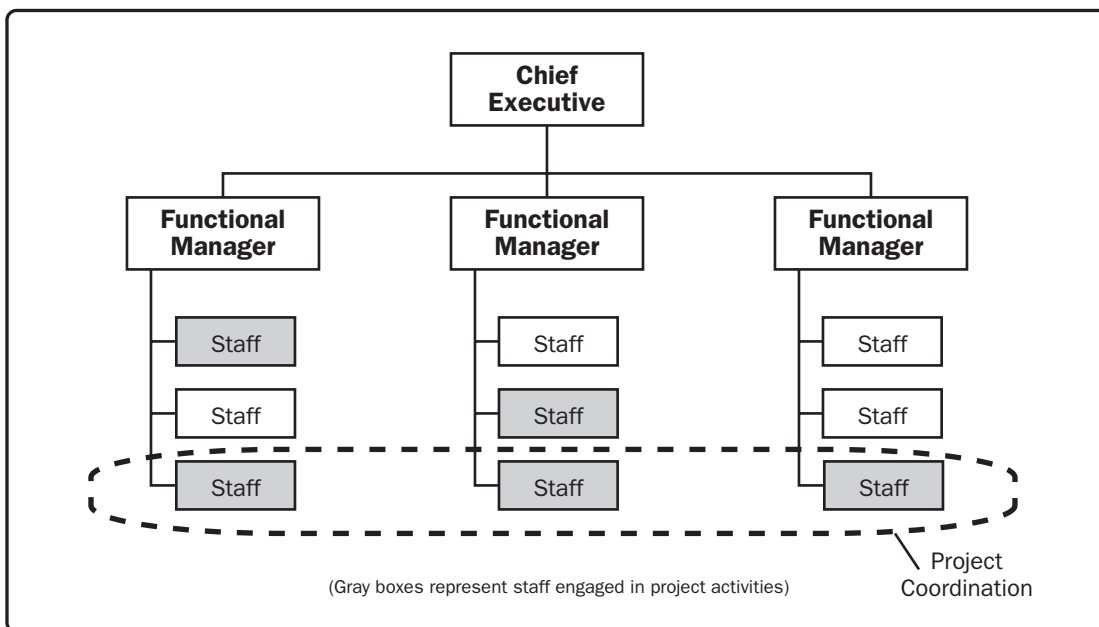 Chief
Executive
Functional
Manager
Functional
Manager
Functional
Manager
Staff
Staff
Staff
Staff
Staff
Staff
Staff
Staff
Staff
Project
Coordination
(Gray boxes represent staff engaged in project activities)